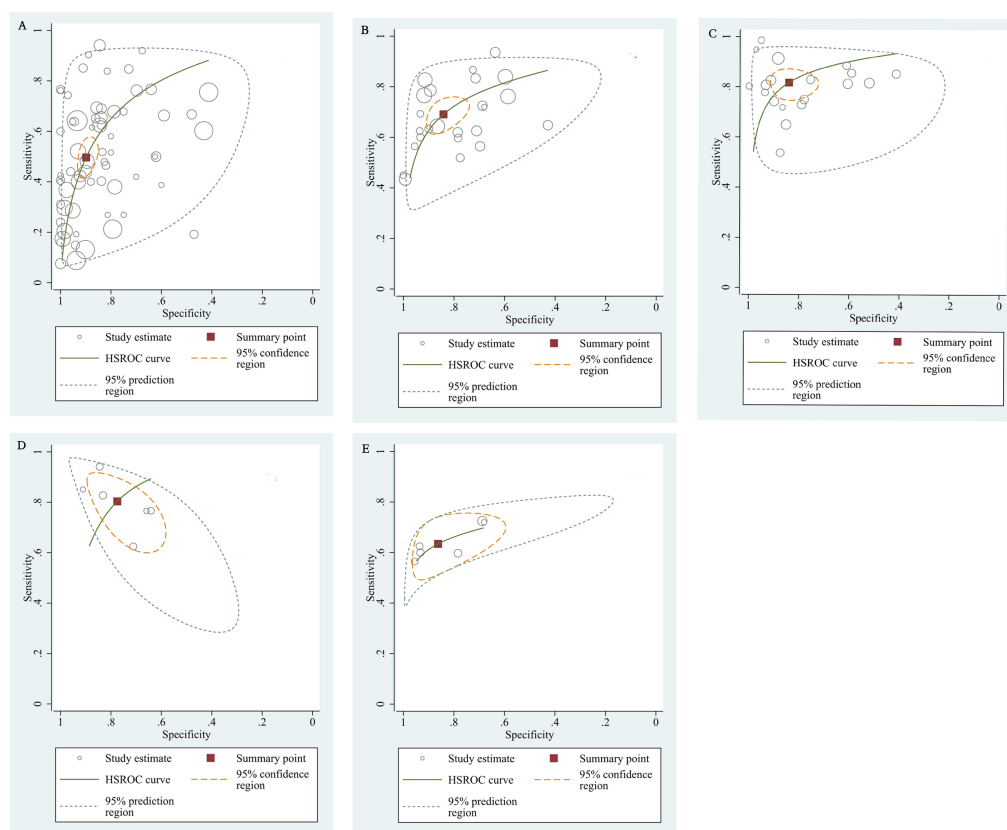 A
Sensitivity
1
.8
.6
.4
.2
0
1
.8
.6
.4
.2
0
Specificity
Study estimate
Summary point
HSROC curve
95% confidence
region
95% prediction
region
B
Sensitivity
1
.8
.6
.4
.2
0
1
.8
.6
.4
.2
0
Specificity
Study estimate
Summary point
HSROC curve
95% confidence
region
95% prediction
region
C
Sensitivity
1
.8
.6
.4
.2
0
1
.8
.6
.4
.2
0
Specificity
Study estimate
Summary point
HSROC curve
95% confidence
region
95% prediction
region
D
Sensitivity
1
.8
.6
.4
.2
0
1
.8
.6
.4
.2
0
Specificity
Study estimate
Summary point
HSROC curve
95% confidence
region
95% prediction
region
E
Sensitivity
1
.8
.6
.4
.2
0
1
.8
.6
.4
.2
0
Specificity
Study estimate
Summary point
HSROC curve
95% confidence
region
95% prediction
region